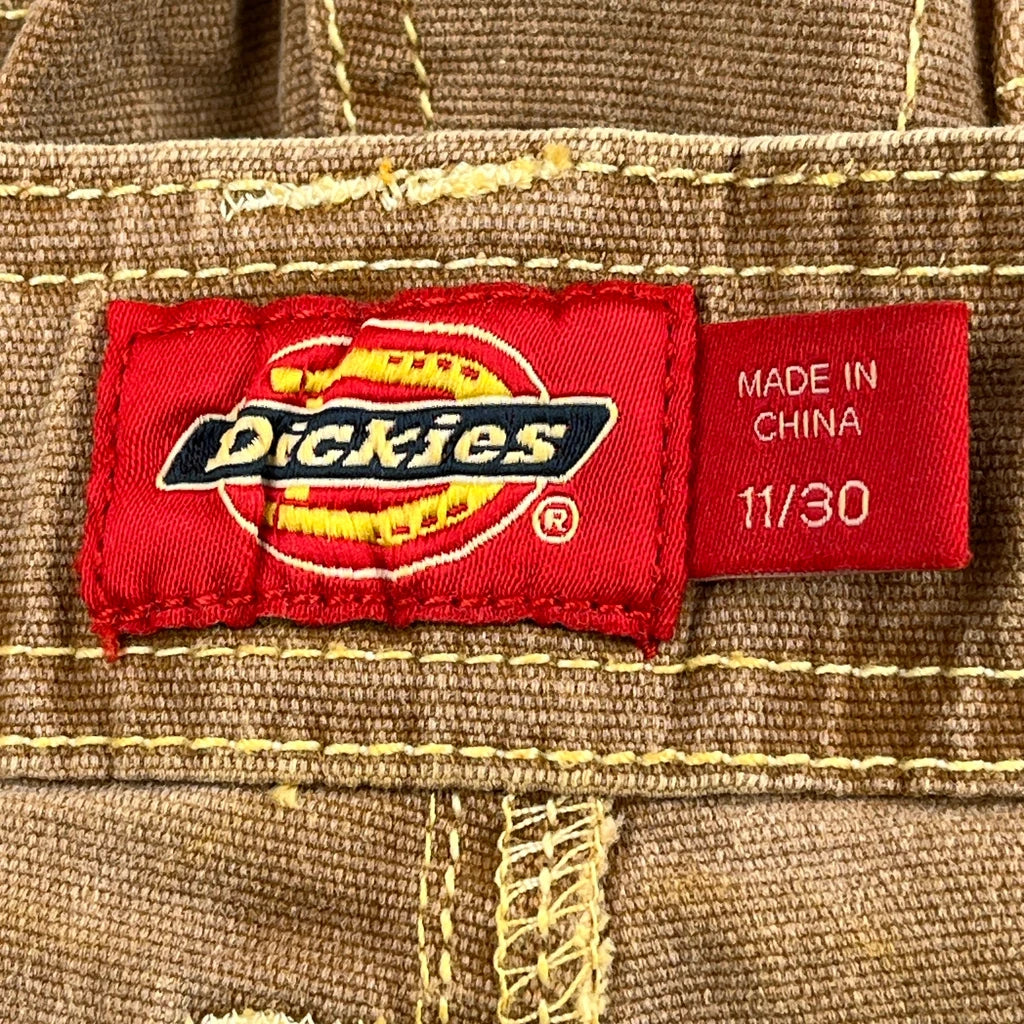 Dickies
®
MADE IN
CHINA
11/30